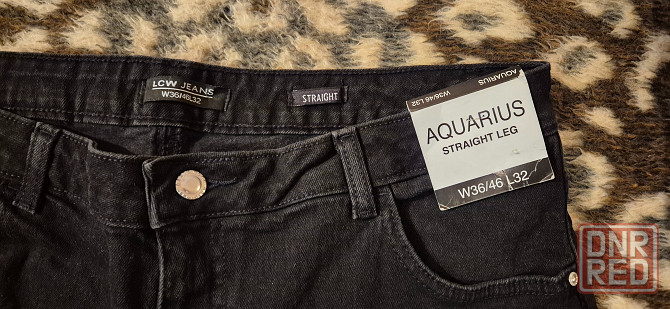 LCW JEANS
W36/46L32
STRAIGHT
W36/46 L32
AQUARIUS
AQUARIUS
STRAIGHT LEG
W36/46 L32
DNR
RED